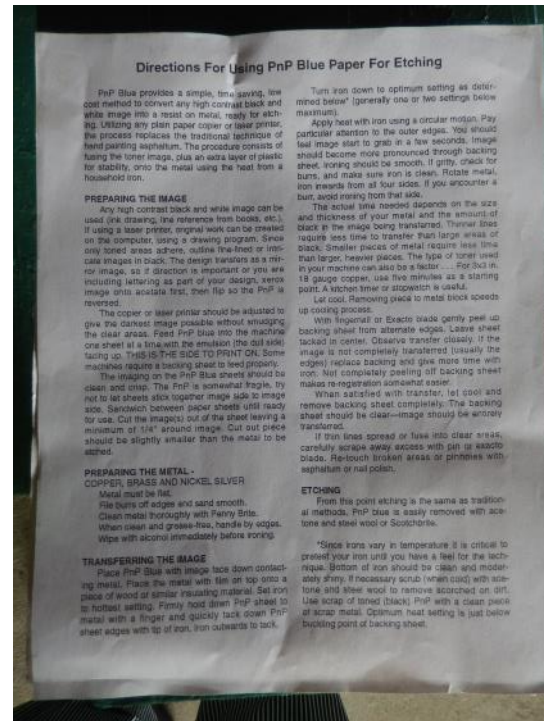 Directions For Using PnP Blue Paper For Etching
PnP Blue provides a simple, time saving, low
cost method to convert any high contrast black and
white image into a resist on metal, ready for etch-
ing. Utilizing any plain paper copier or laser printer,
the process replaces the traditional technique of
hand painting asphaltum. The procedure consists of
fusing the toner image, plus an extra layer of plastic
for stability, onto the metal using the heat from a
household iron.
PREPARING THE IMAGE
Any high contrast black and white image can be
used (ink drawing, line reference from books, etc.).
If using a laser printer, original work can be created
on the computer, using a drawing program. Since
only toned areas adhere, outline fine-lined or intri-
cate images in black. The design transfers as a mir-
ror image, so if direction is important or you are
including lettering as part of your design, xerox
image onto acetate first, then flip so the PnP is
reversed.
The copier or laser printer should be adjusted to
give the darkest image possible without smudging
the clear areas. Feed PnP blue into the machine
one sheet at a time with the emulsion (the dull side)
facing up. THIS IS THE SIDE TO PRINT ON. Some
machines require a backing sheet to feed properly.
The imaging on the PnP Blue sheets should be
clean and crisp. The PnP is somewhat fragile, try
not to let sheets stick together image side to image
side. Sandwich between paper sheets until ready
for use. Cut the image(s) out of the sheet leaving a
minimum of 1/4" around image. Cut out piece
should be slightly smaller than the metal to be
etched.
PREPARING THE METAL -
COPPER, BRASS AND NICKEL SILVER
Metal must be flat.
File burrs off edges and sand smooth.
Clean metal thoroughly with Penny Brite.
When clean and grease-free, handle by edges.
Wipe with alcohol immediately before ironing.
TRANSFERRING THE IMAGE
Place PnP Blue with image face down contact-
ing metal. Place the metal with film on top onto a
piece of wood or similar insulating material. Set iron
to hottest setting. Firmly hold down PnP sheet to
metal with a finger and quickly tack down PnP
sheet edges with tip of iron, iron outwards to tack.
Turn iron down to optimum setting as deter-
mined below* (generally one or two settings below
maximum).
Apply heat with iron using a circular motion. Pay
particular attention to the outer edges. You should
feel image start to grab in a few seconds. Image
should become more pronounced through backing
sheet. Ironing should be smooth. If gritty, check for
burrs, and make sure iron is clean. Rotate metal,
iron inwards from all four sides. If you encounter a
burr, avoid ironing from that side.
The actual time needed depends on the size
and thickness of your metal and the amount of
black in the image being transferred. Thinner lines
require less time to transfer than large areas of
black. Smaller pieces of metal require less time
than larger, heavier pieces. The type of toner used
in your machine can also be a factor . . . For 3x3 in.
18 gauge copper, use five minutes as a starting
point. A kitchen timer or stopwatch is useful.
Let cool. Removing piece to metal block speeds
up cooling process.
With fingernail or Exacto blade gently peel up
backing sheet from alternate edges. Leave sheet
tacked in center. Observe transfer closely. If the
image is not completely transferred (usually the
edges) replace backing and give more time with
iron. Not completely peeling off backing sheet
makes re-registration somewhat easier.
When satisfied with transfer, let cool and
remove backing sheet completely. The backing
sheet should be clear—image should be entirely
transferred.
If thin lines spread or fuse into clear areas,
carefully scrape away excess with pin or exacto
blade. Re-touch broken areas or pinholes with
asphaltum or nail polish.
ETCHING
From this point etching is the same as tradition-
al methods. PnP blue is easily removed with ace-
tone and steel wool or Scotchbrite.
*Since irons vary in temperature it is critical to
pretest your iron until you have a feel for the tech-
nique. Bottom of iron should be clean and moder-
ately shiny. If necessary scrub (when cold) with ace-
tone and steel wool to remove scorched on dirt.
Use scrap of toned (black) PnP with a clean piece
of scrap metal. Optimum heat setting is just below
buckling point of backing sheet.